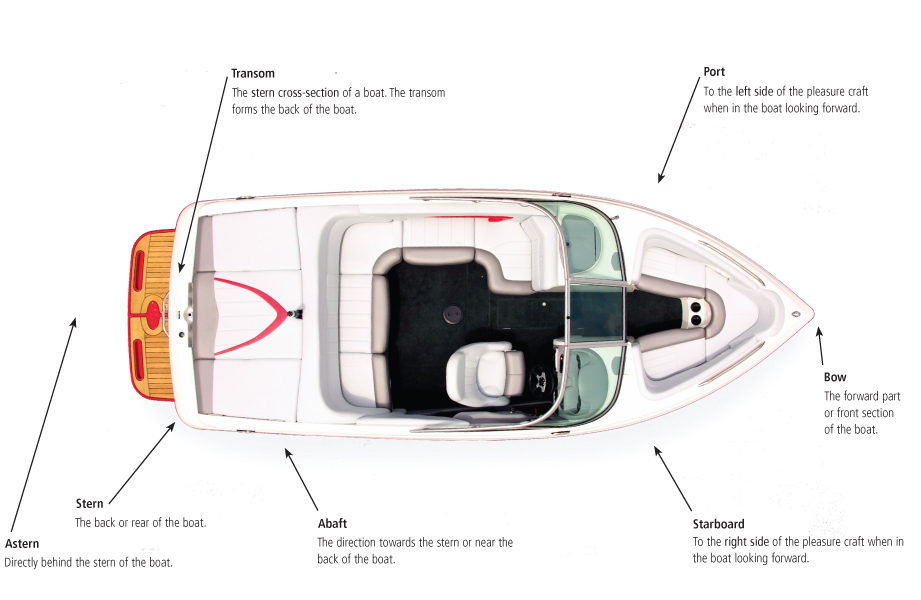 Transom
The stern cross-section of a boat. The transom
forms the back of the boat.
Port
To the left side of the pleasure craft
when in the boat looking forward.
Bow
The forward part
or front section
of the boat.
Stern
The back or rear of the boat.
Astern
Directly behind the stern of the boat.
Abaft
The direction towards the stern or near the
back of the boat.
Starboard
To the right side of the pleasure craft when in
the boat looking forward.